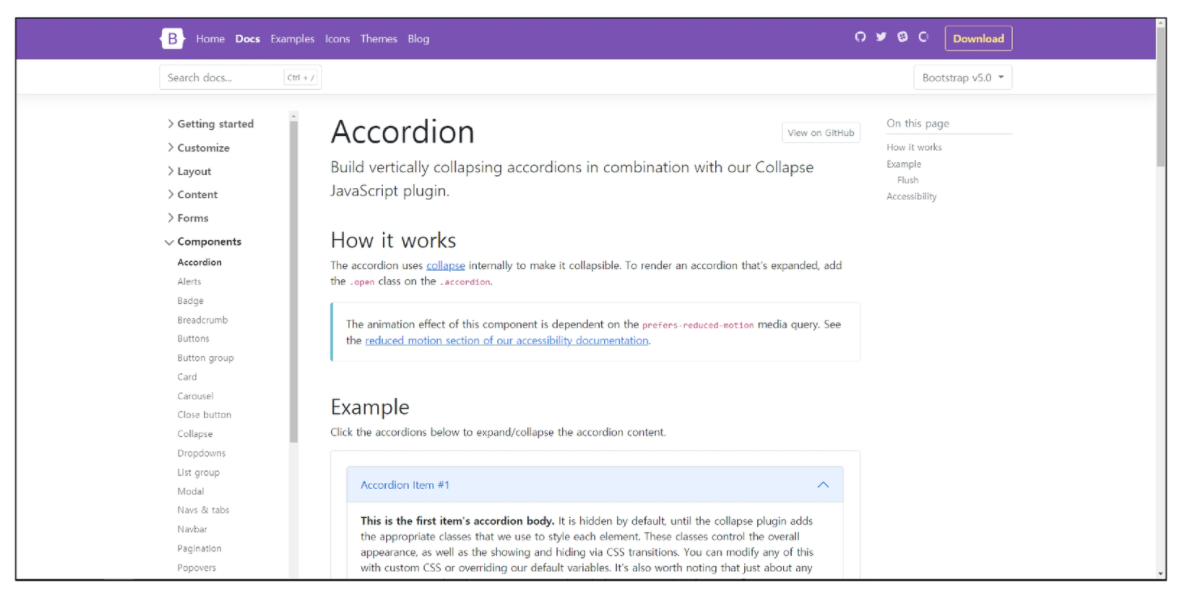 B Home Docs Examples Icons Themes Blog Download
Search docs... Ctrl + / Bootstrap v5.0
Getting started
Customize
Layout
Content
Forms
Components
Accordion
Alerts
Badge
Breadcrumb
Buttons
Button group
Card
Carousel
Close button
Collapse
Dropdowns
List group
Modal
Navs & tabs
Navbar
Pagination
Popovers
Accordion
View on GitHub
Build vertically collapsing accordions in combination with our Collapse
JavaScript plugin.
How it works
The accordion uses collapse internally to make it collapsible. To render an accordion that's expanded, add
the .open class on the .accordion.
The animation effect of this component is dependent on the prefers-reduced-motion media query. See
the reduced motion section of our accessibility documentation.
Example
Click the accordions below to expand/collapse the accordion content.
Accordion Item #1
This is the first item's accordion body. It is hidden by default, until the collapse plugin adds
the appropriate classes that we use to style each element. These classes control the overall
appearance, as well as the showing and hiding via CSS transitions. You can modify any of this
with custom CSS or overriding our default variables. It's also worth noting that just about any
On this page
How it works
Example
Flush
Accessibility